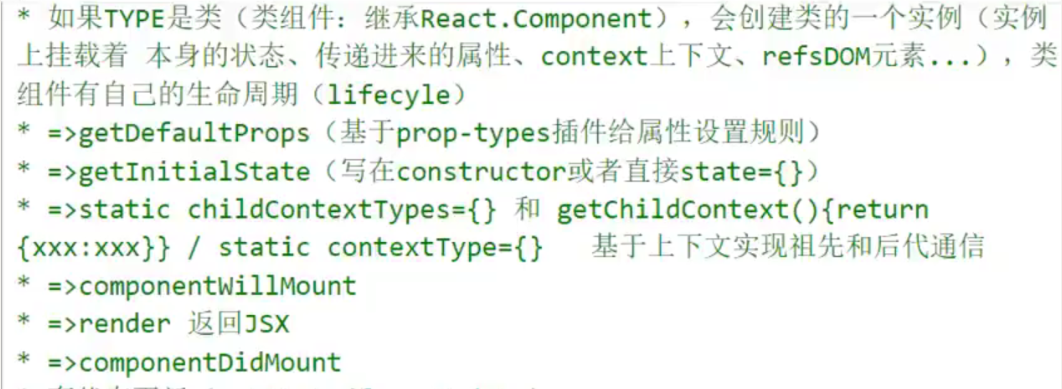 * 如果TYPE是类（类组件：继承React.Component），会创建类的一个实例（实例
上挂载着 本身的状态、传递进来的属性、context上下文、refsDOM元素...），类
组件有自己的生命周期（lifecyle）
* =>getDefaultProps（基于prop-types插件给属性设置规则）
* =>getInitialState（写在constructor或者直接state={}）
* =>static childContextTypes={} 和 getChildContext(){return
{xxx:xxx}} / static contextType={}   基于上下文实现祖先和后代通信
* =>componentWillMount
* =>render 返回JSX
* =>componentDidMount